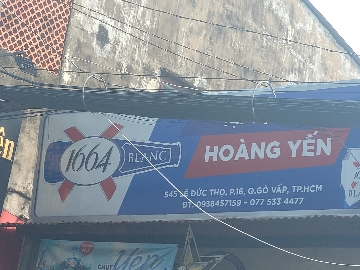 1664
BLANC
HOÀNG YẾN
545 LÊ ĐỨC THỌ, P.16, Q.GÒ VẤP, TP.HCM
ĐT: 0938457159 - 077 533 4477